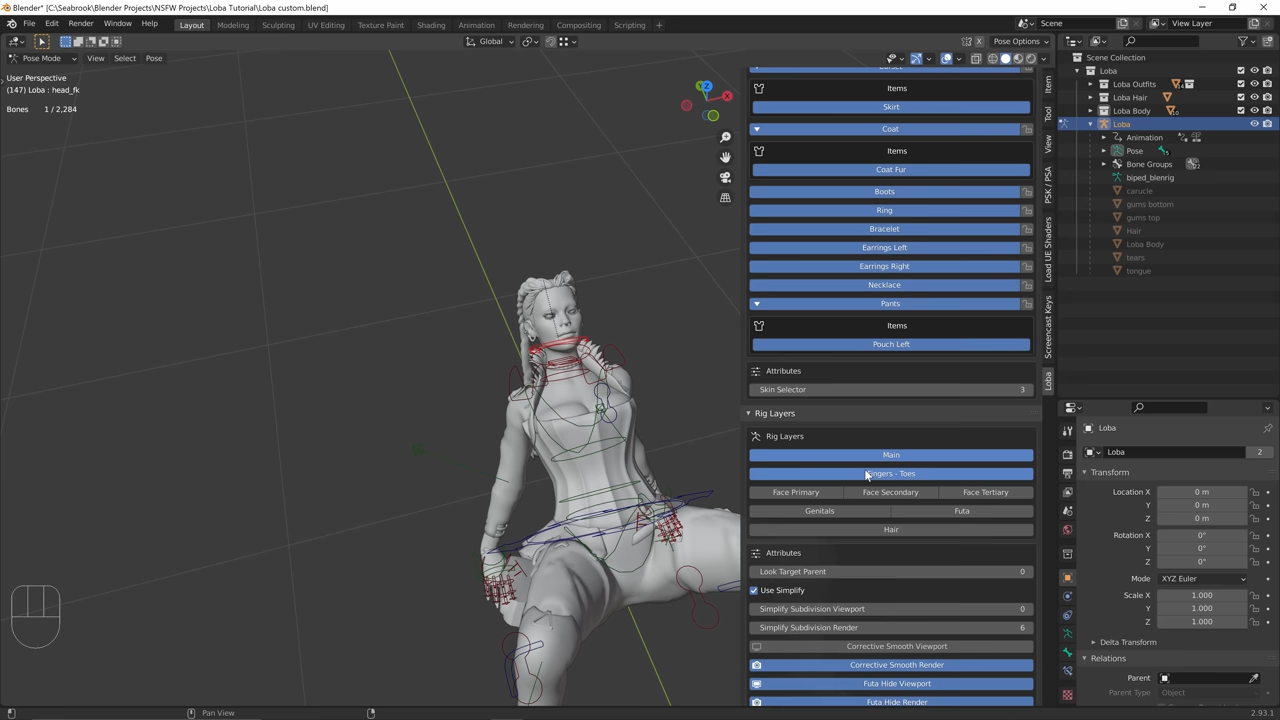 Blender* [C:\Seabrook\Blender Projects\NSFW Projects\Loba Tutorial\Loba custom.blend]
File Edit Render Window Help Layout Modeling Sculpting UV Editing Texture Paint Shading Animation Rendering Compositing Scripting + Scene View Layer
Global Pose Options
Pose Mode View Select Pose
User Perspective
(147) Loba : head_fk
Bones 1 / 2,284
Z
X
Items
Skirt
Coat
Items
Coat Fur
Boots
Ring
Bracelet
Earrings Left
Earrings Right
Necklace
Pants
Items
Pouch Left
Attributes
Skin Selector 3
Rig Layers
Rig Layers
Main
Fingers - Toes
Face Primary Face Secondary Face Tertiary
Genitals Futa
Hair
Attributes
Look Target Parent 0
Use Simplify
Simplify Subdivision Viewport 0
Simplify Subdivision Render 6
Corrective Smooth Viewport
Corrective Smooth Render
Futa Hide Viewport
Futa Hide Render
Item
Tool
View
PSK / PSA
Load UE Shaders
Screencast Keys
Loba
Scene Collection
Loba
Loba Outfits
Loba Hair
Loba Body
Loba
Animation
Pose
Bone Groups
biped_blenrig
carucle
gums bottom
gums top
Hair
Loba Body
tears
tongue
Loba
Loba 2
Transform
Location X 0 m
Y 0 m
Z 0 m
Rotation X 0°
Y 0°
Z 0°
Mode XYZ Euler
Scale X 1.000
Y 1.000
Z 1.000
Delta Transform
Relations
Parent
Parent Type Object
Pan View
2.93.1